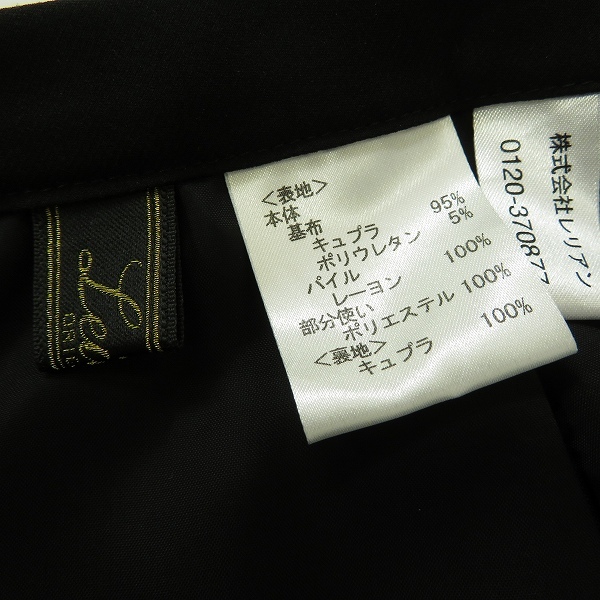 <表地>
本体
基布
キュプラ 95%
ポリウレタン 5%
パイル
レーヨン 100%
部分使い
ポリエステル 100%
<裏地>
キュプラ 100%
株式会社レリアン
0120-370877